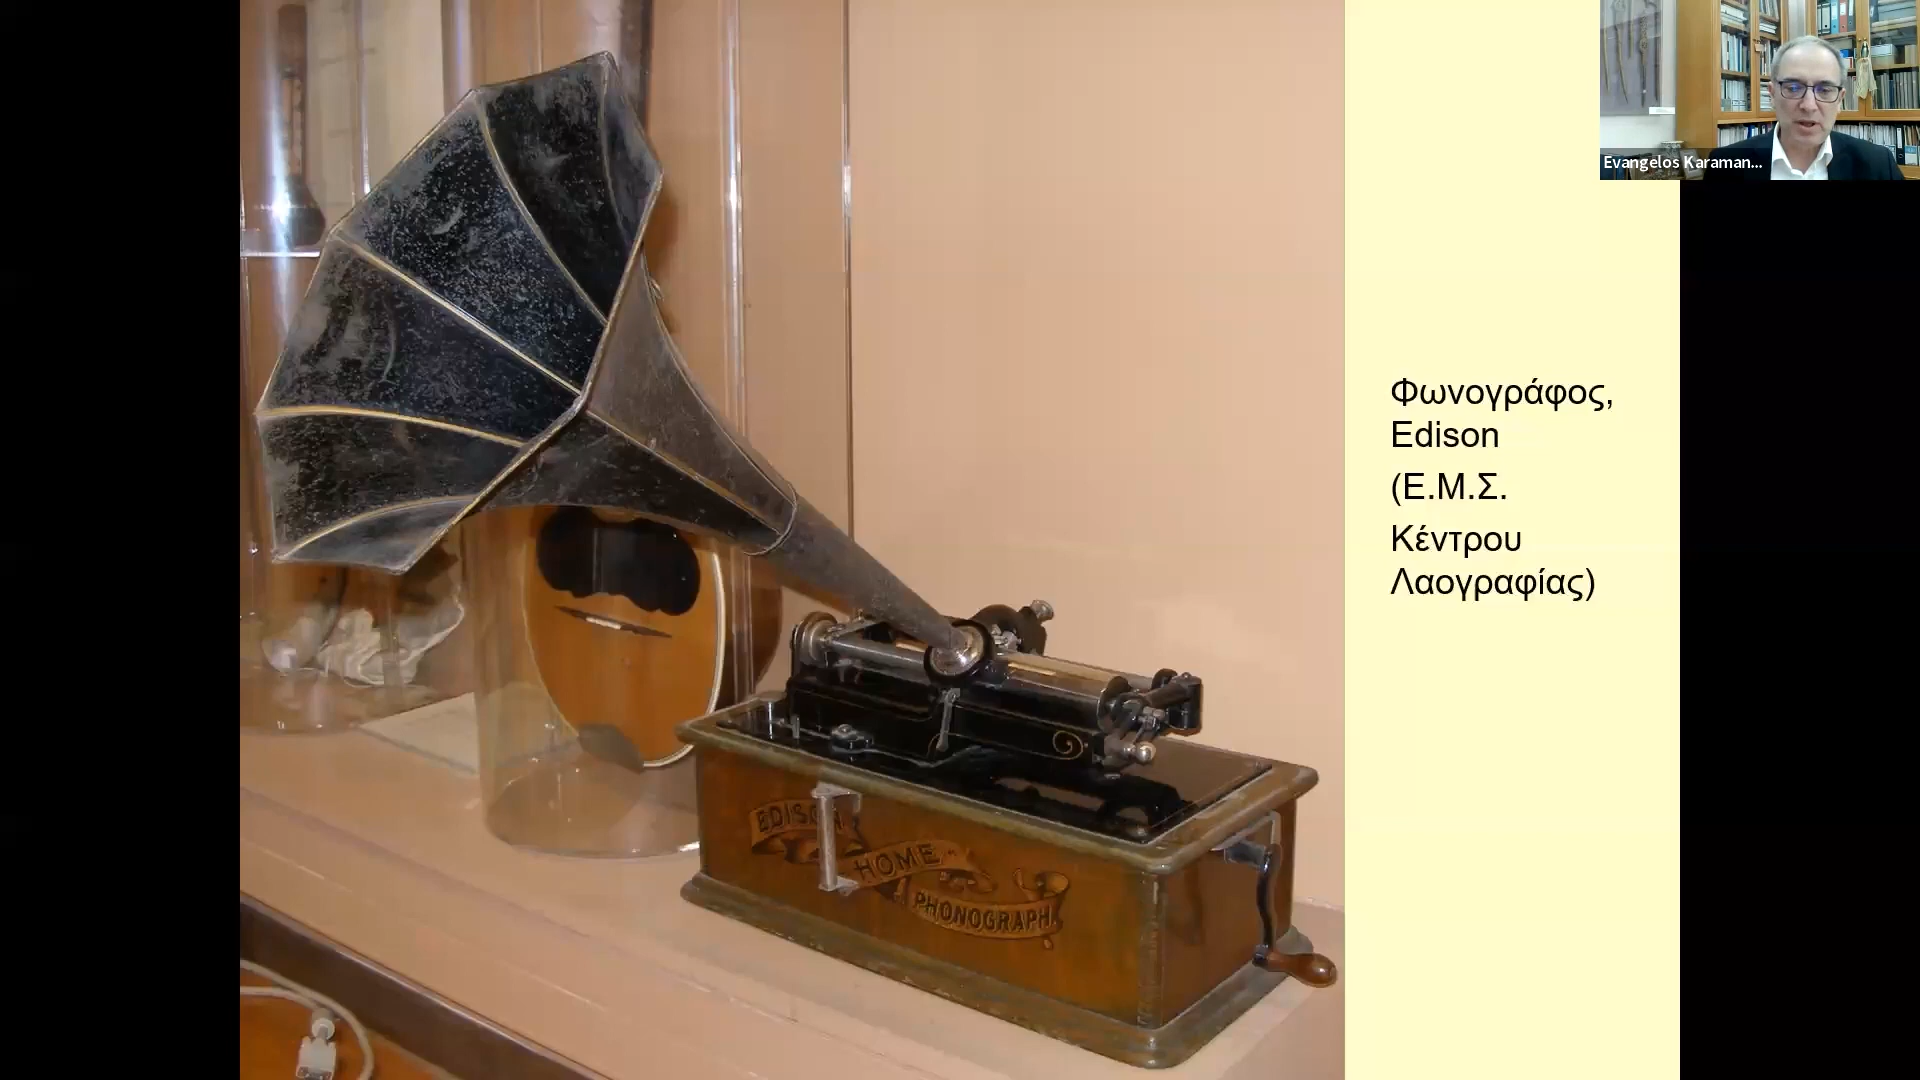 Evangelos Karaman...
Φωνογράφος,
Edison
(Ε.Μ.Σ.
Κέντρου
Λαογραφίας)
EDISON
HOME
PHONOGRAPH.